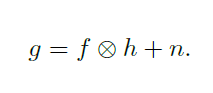 g = f ⊗ h + n.